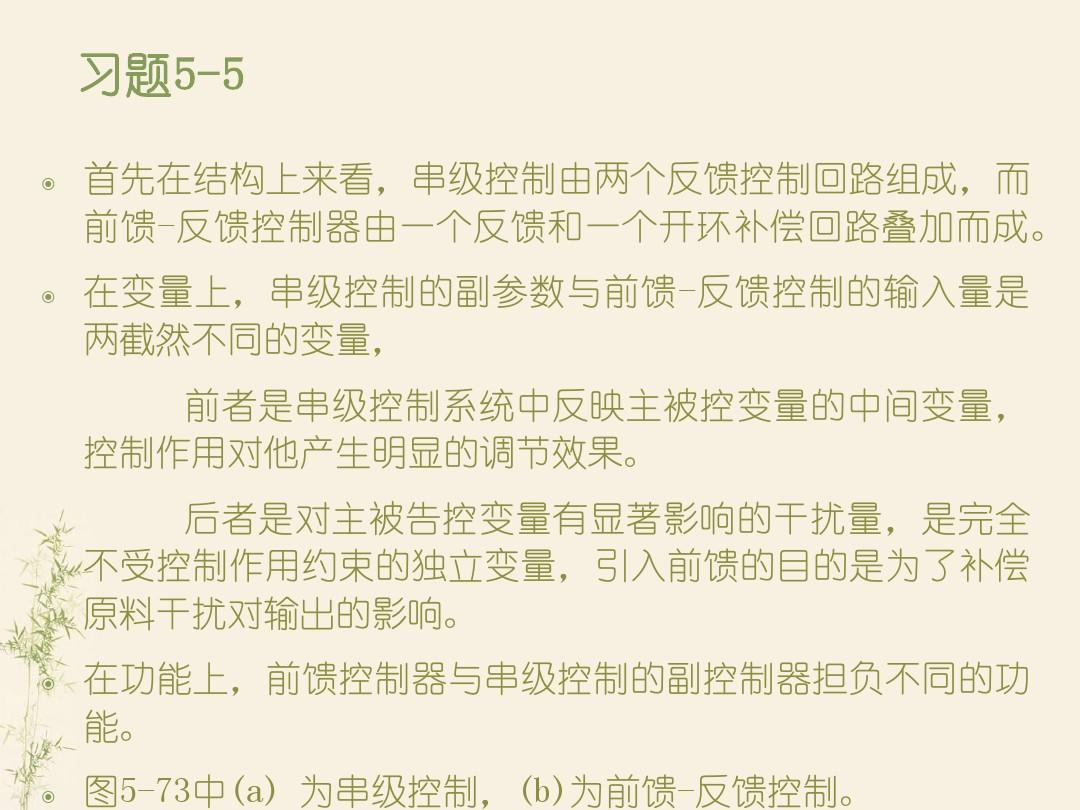 习题5-5
首先在结构上来看，串级控制由两个反馈控制回路组成，而
前馈-反馈控制器由一个反馈和一个开环补偿回路叠加而成。
在变量上，串级控制的副参数与前馈-反馈控制的输入量是
两截然不同的变量，
前者是串级控制系统中反映主被控变量的中间变量，
控制作用对他产生明显的调节效果。
后者是对主被告控变量有显著影响的干扰量，是完全
不受控制作用约束的独立变量，引入前馈的目的是为了补偿
原料干扰对输出的影响。
在功能上，前馈控制器与串级控制的副控制器担负不同的功
能。
图5-73中(a) 为串级控制，(b)为前馈-反馈控制。